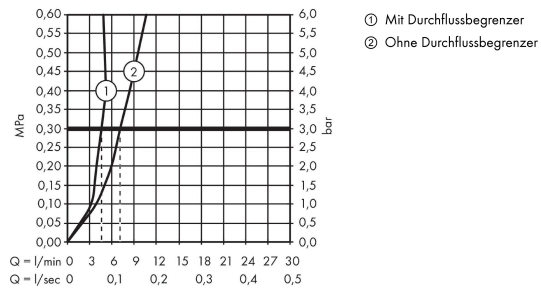 0,60 6,0
0,55 5,5
0,50 5,0
0,45 4,5
0,40 4,0
0,35 3,5
0,30 3,0
0,25 2,5
0,20 2,0
0,15 1,5
0,10 1,0
0,05 0,5
0,00 0,0
MPa
bar
1
2
Q = l/min 0 3 6 9 12 15 18 21 24 27 30
Q = l/sec 0 0,1 0,2 0,3 0,4 0,5
① Mit Durchflussbegrenzer
② Ohne Durchflussbegrenzer